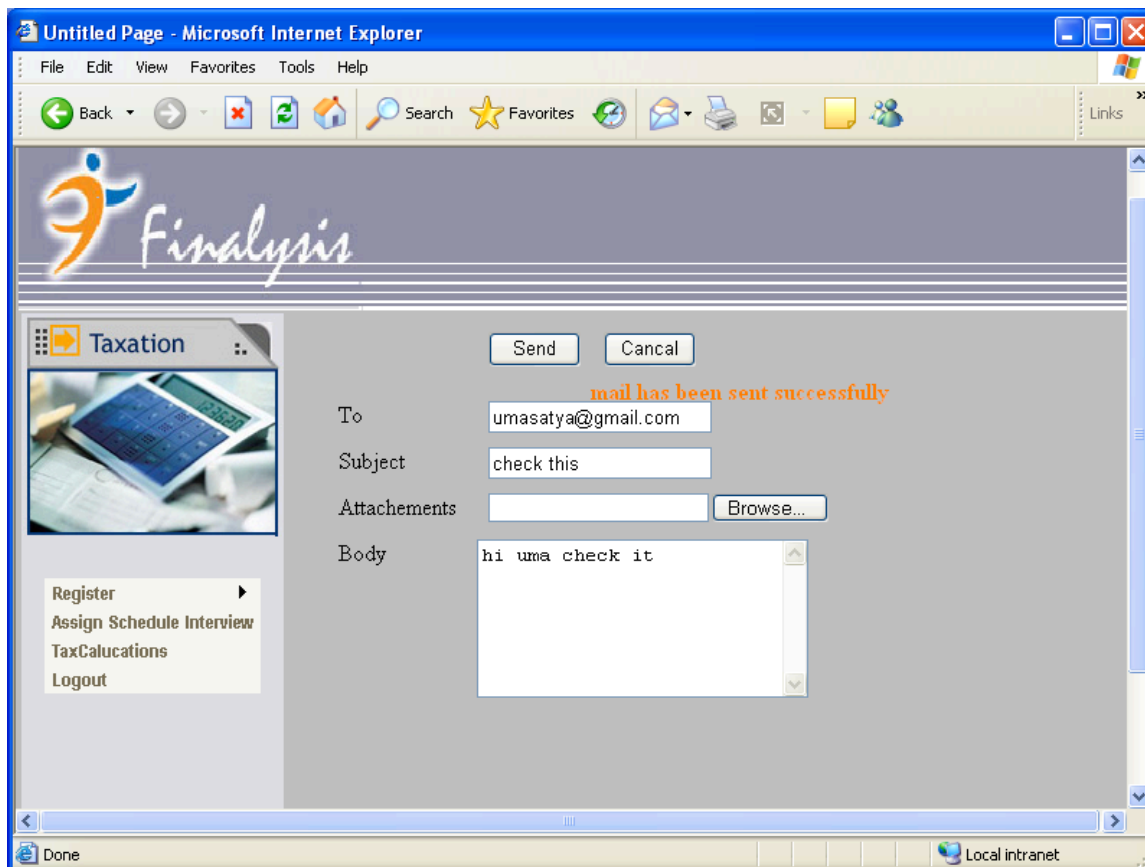 Untitled Page - Microsoft Internet Explorer
File Edit View Favorites Tools Help
Back Search Favorites Links
Finalysis
Taxation
Send Cancal
mail has been sent successfully
To umasatya@gmail.com
Subject check this
Attachements Browse...
Body hi uma check it
Register
Assign Schedule Interview
TaxCalucations
Logout
Done Local intranet